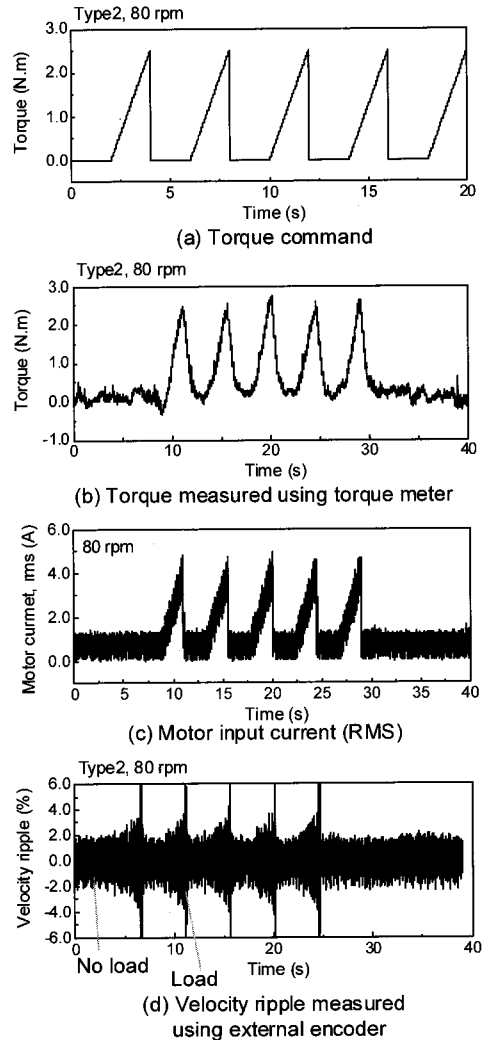 Type2, 80 rpm
Torque (N.m)
3.0
2.0
1.0
0.0
5
10
15
20
Time (s)
(a) Torque command
Type2, 80 rpm
Torque (N.m)
3.0
2.0
1.0
0.0
-1.0
0
5
10
15
20
25
30
35
40
Time (s)
(b) Torque measured using torque meter
80 rpm
Motor curmet, rms (A)
6.0
4.0
2.0
0.0
0
5
10
15
20
25
30
35
40
Time (s)
(c) Motor input current (RMS)
Type2, 80 rpm
Velocity ripple (%)
6.0
4.0
2.0
0.0
-2.0
-4.0
-6.0
0
10
20
30
40
No load
Load
Time (s)
(d) Velocity ripple measured
using external encoder